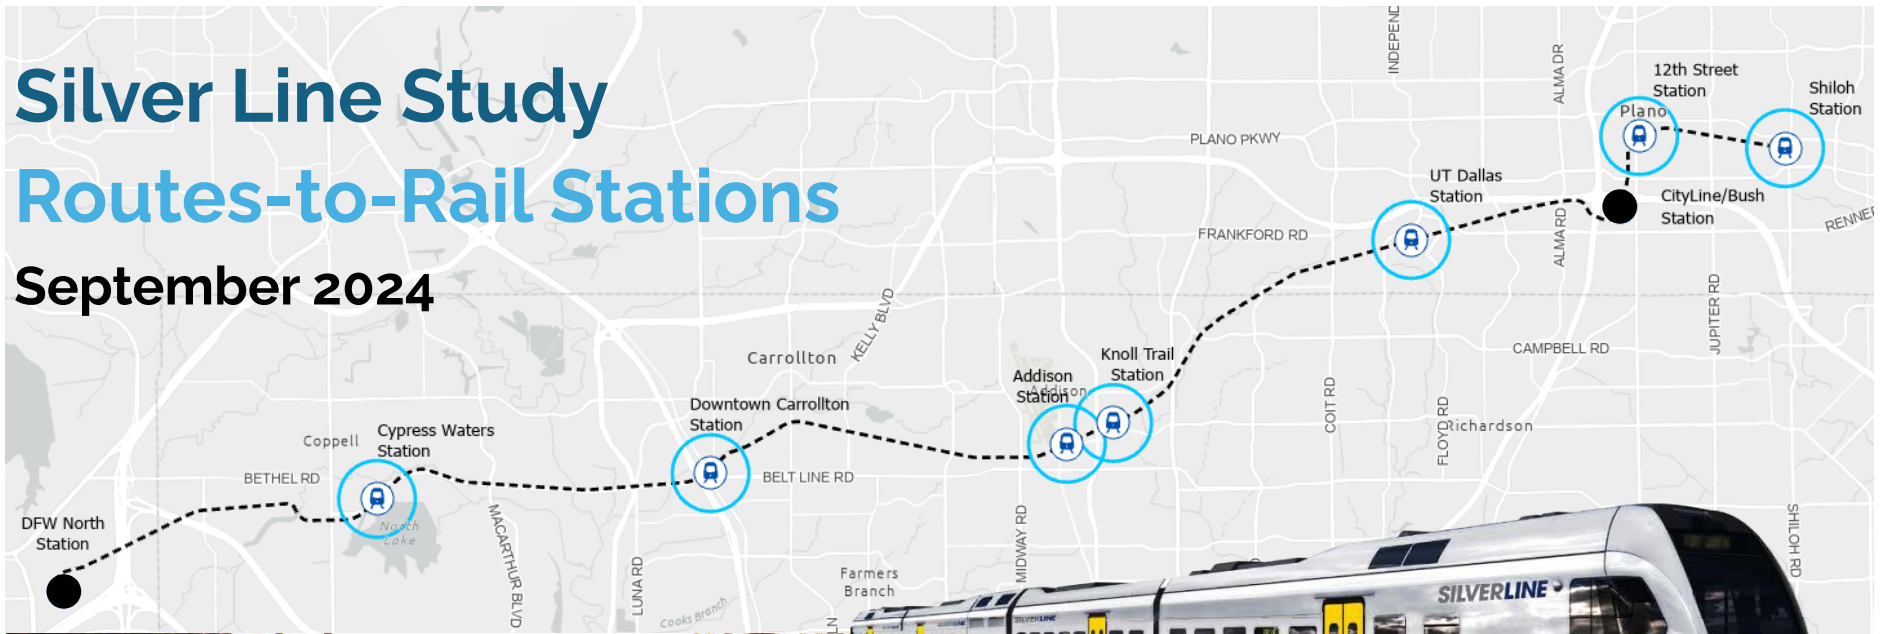 Silver Line Study
Routes-to-Rail Stations
September 2024
INDEPEND
ALMA DR
12th Street
Station
Plano
Shiloh
Station
PLANO PKWY
UT Dallas
Station
CityLine/Bush
Station
ALMA RD
RENNE
FRANKFORD RD
JUPITER RD
KELLY BLVD
Carrollton
CAMPBELL RD
Knoll Trail
Station
Addison
Station
Addison
COIT RD
FLOYD RD
Richardson
Downtown Carrollton
Station
Coppell
Cypress Waters
Station
BETHEL RD
BELT LINE RD
North
Lake
DFW North
Station
MACARTHUR BLVD
LUNA RD
MIDWAY RD
SHILOH RD
Farmers
Branch
Cooks Branch
LN
SILVERLINE
SILVERLINE
SILVERLINE